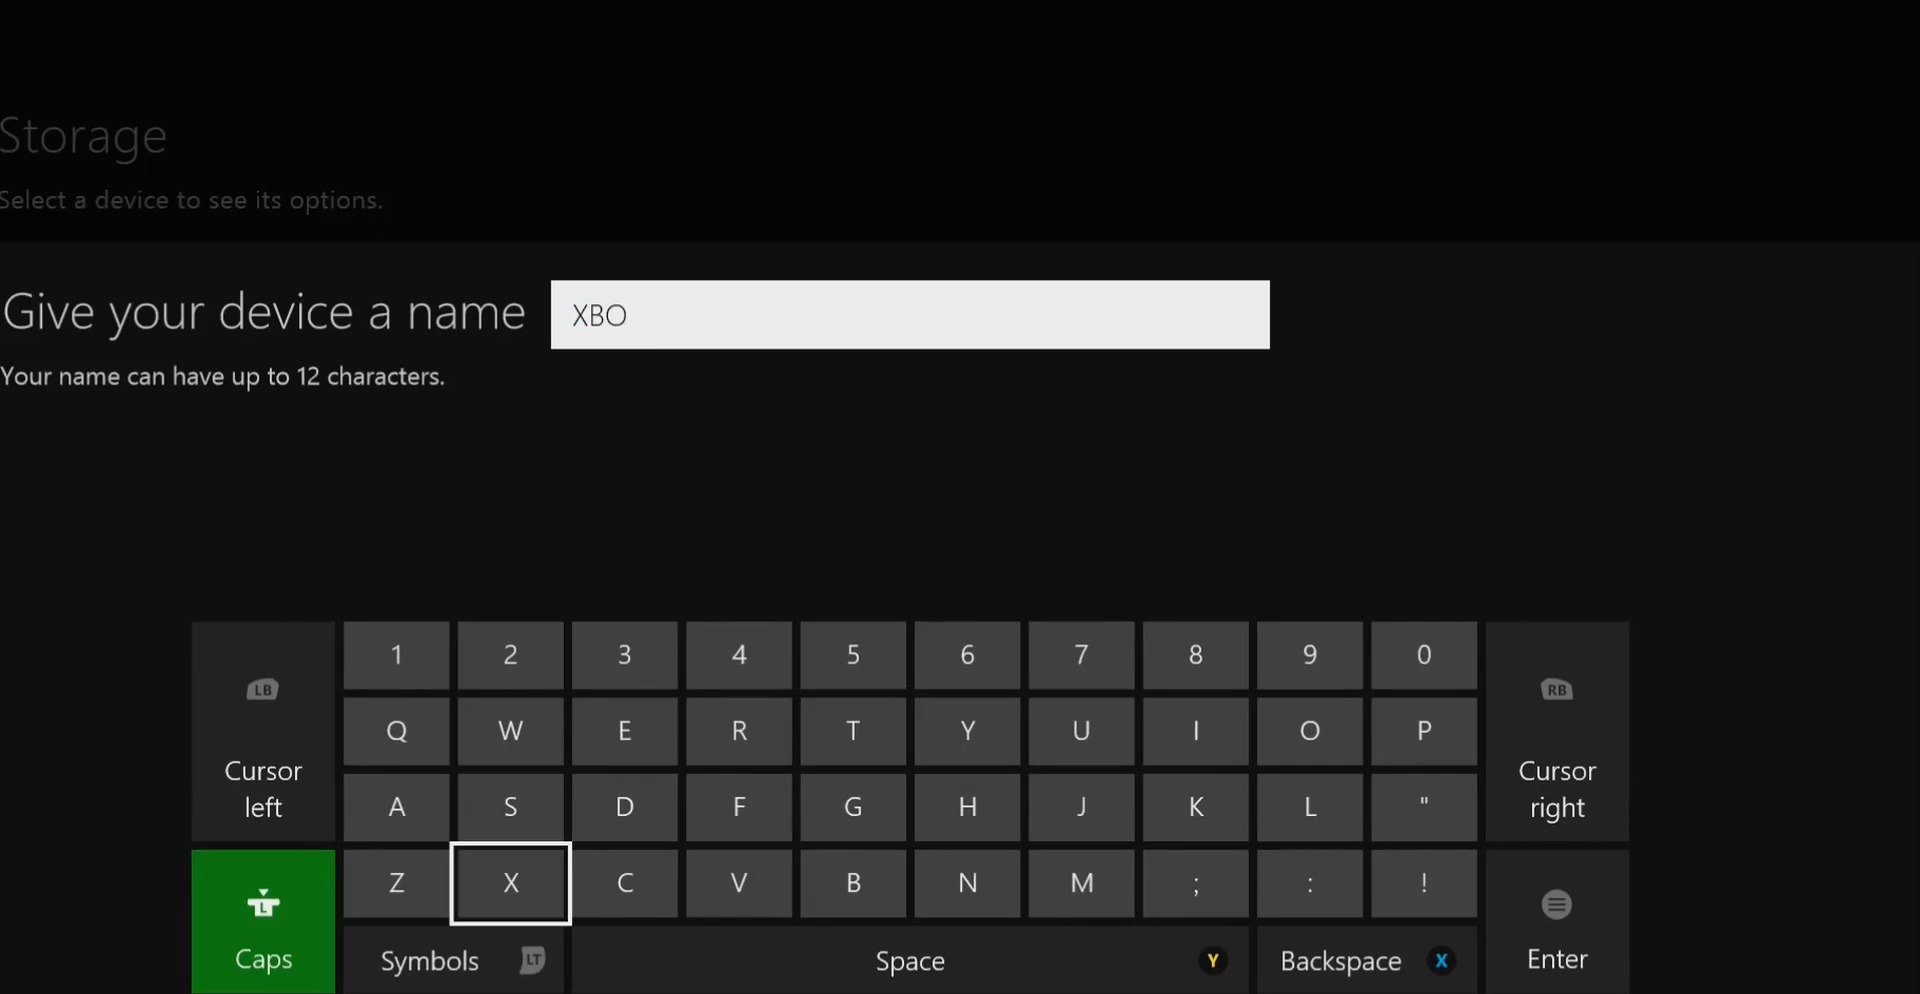 Storage
Select a device to see its options.
Give your device a name XBO
Your name can have up to 12 characters.
LB 1 2 3 4 5 6 7 8 9 0 RB
Q W E R T Y U I O P
Cursor left Cursor right
A S D F G H J K L "
Z X C V B N M ; : !
L Caps Symbols LT Space Y Backspace X Enter